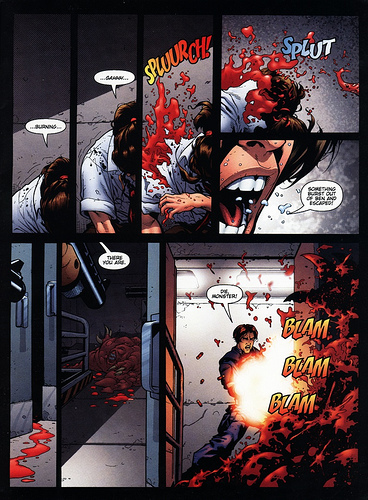 ...BURNING...
...GAHHH...
SPLUURCH!
SPLUT
SOMETHING
BURST OUT
OF BEN AND
ESCAPED!
THERE
YOU ARE.
DIE,
MONSTER!
BLAM
BLAM
BLAM